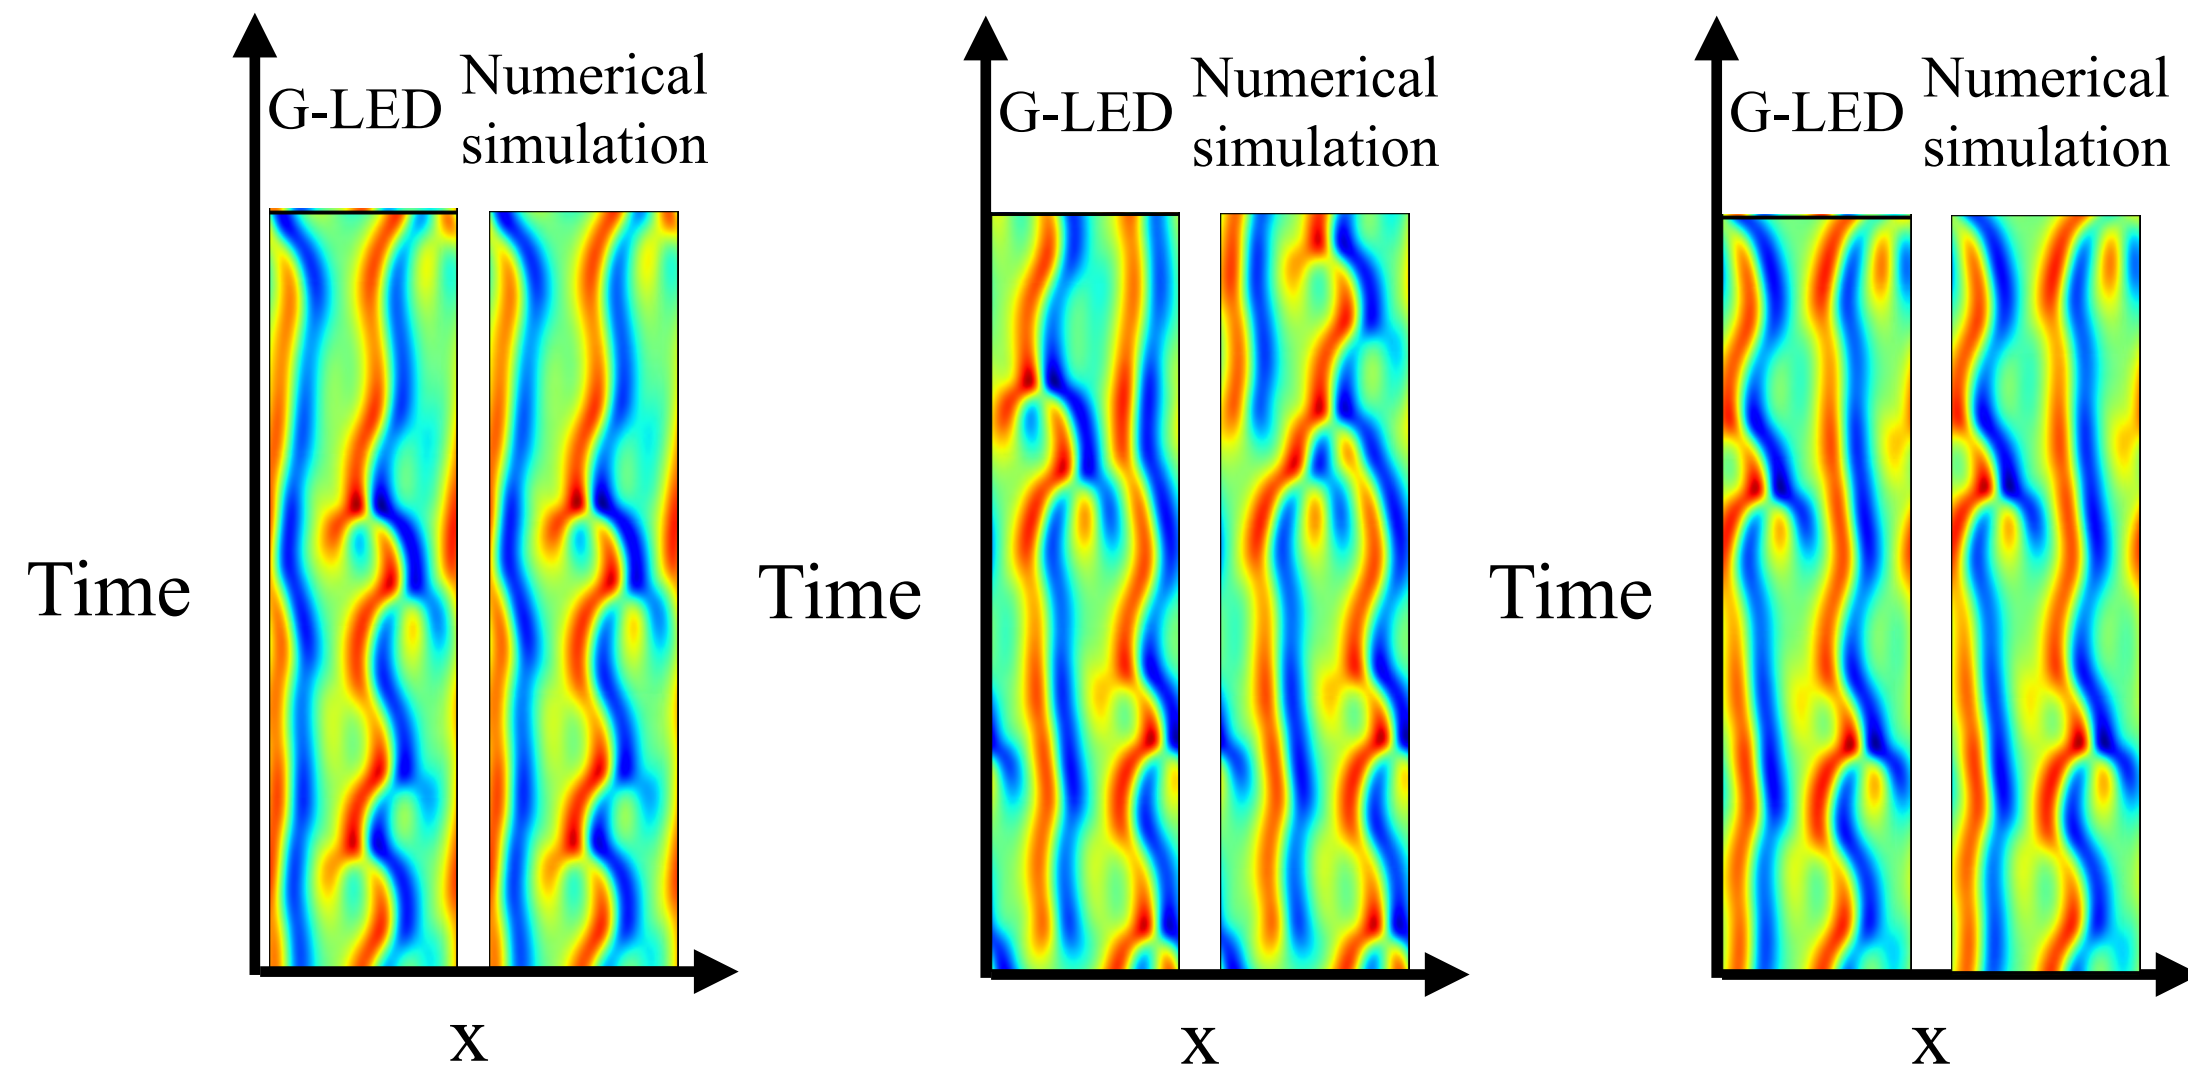 G-LED
Numerical
simulation
Time
x
G-LED
Numerical
simulation
Time
x
G-LED
Numerical
simulation
Time
x